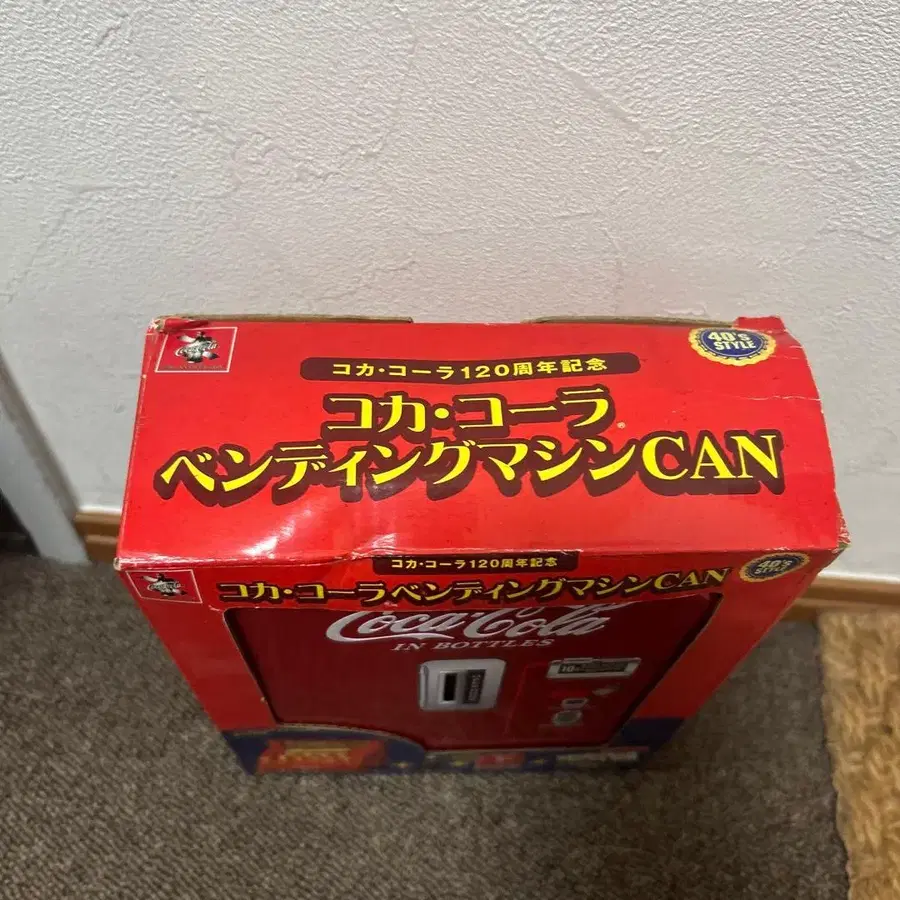 Coca-Cola
40's
STYLE
コカ・コーラ120周年記念
コカ・コーラ®
ベンディングマシンCAN
コカ・コーラ120周年記念
40's
STYLE
コカ・コーラベンディングマシンCAN
Coca-Cola
IN BOTTLES